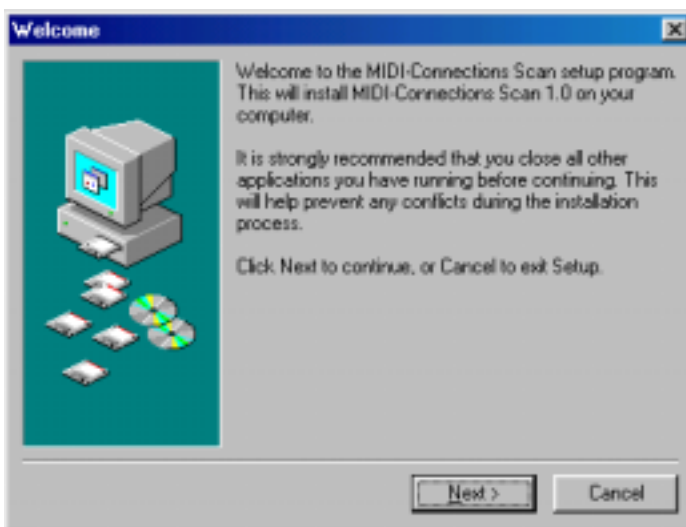 Welcome
Welcome to the MIDI-Connections Scan setup program.
This will install MIDI-Connections Scan 1.0 on your
computer.
It is strongly recommended that you close all other
applications you have running before continuing. This
will help prevent any conflicts during the installation
process.
Click Next to continue, or Cancel to exit Setup.
Next >
Cancel